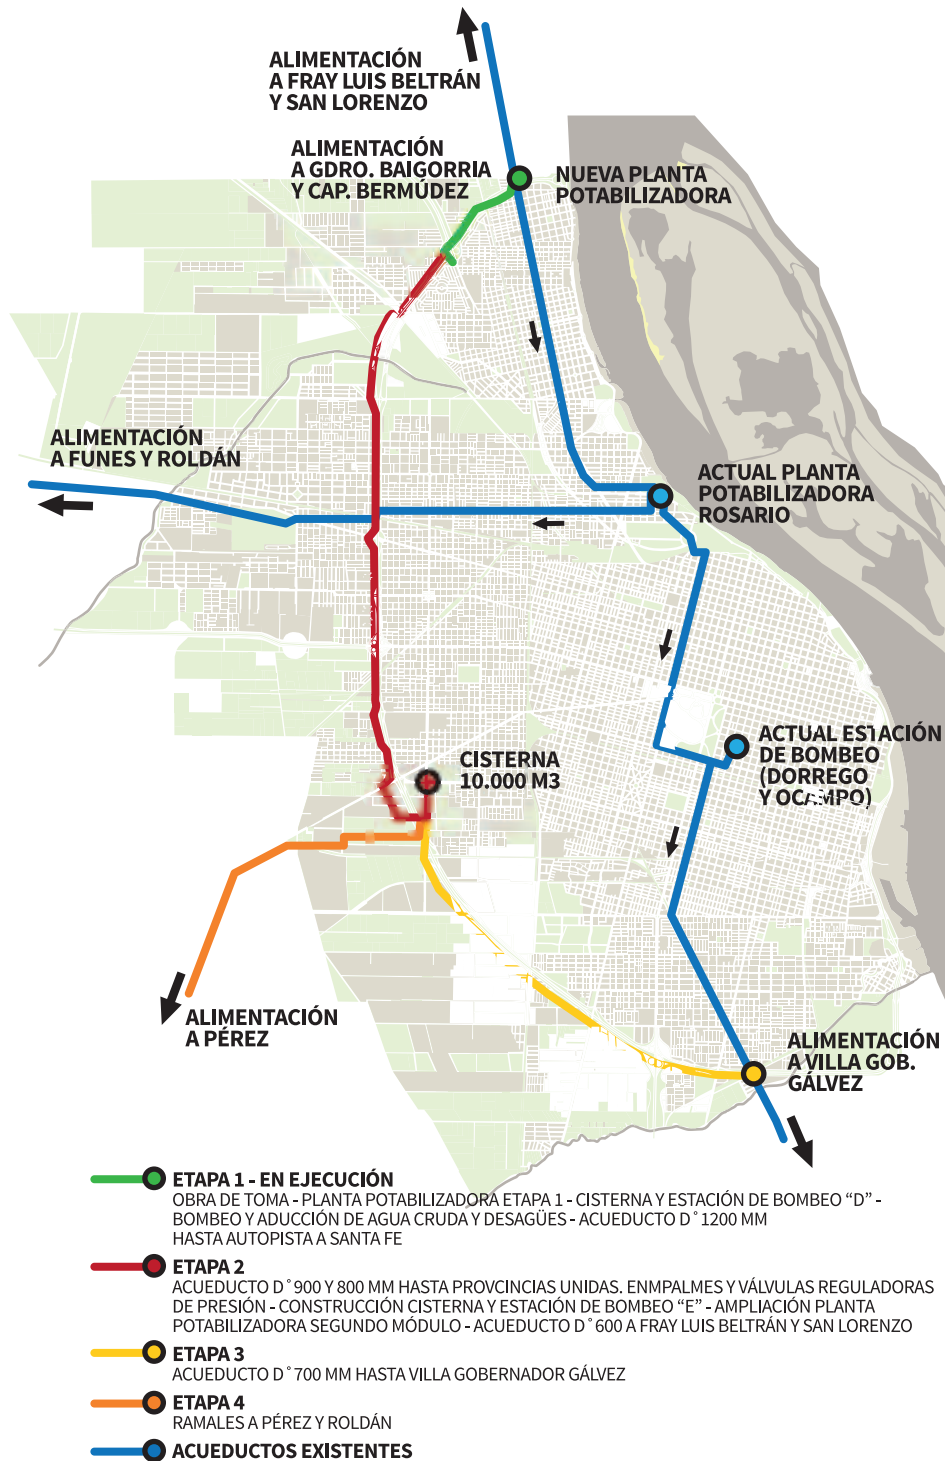 ALIMENTACIÓN
A FRAY LUIS BELTRÁN
Y SAN LORENZO
ALIMENTACIÓN
A GDRO. BAIGORRIA
Y CAP. BERMÚDEZ
NUEVA PLANTA
POTABILIZADORA
ALIMENTACIÓN
A FUNES Y ROLDÁN
ACTUAL PLANTA
POTABILIZADORA
ROSARIO
CISTERNA
10.000 M3
ACTUAL ESTACIÓN
DE BOMBEO
(DORREGO
Y OCAMPO)
ALIMENTACIÓN
A PÉREZ
ALIMENTACIÓN
A VILLA GOB.
GÁLVEZ
ETAPA 1 - EN EJECUCIÓN
OBRA DE TOMA - PLANTA POTABILIZADORA ETAPA 1 - CISTERNA Y ESTACIÓN DE BOMBEO “D” -
BOMBEO Y ADUCCIÓN DE AGUA CRUDA Y DESAGÜES - ACUEDUCTO D° 1200 MM
HASTA AUTOPISTA A SANTA FE
ETAPA 2
ACUEDUCTO D° 900 Y 800 MM HASTA PROVCINCIAS UNIDAS. ENMPALMES Y VÁLVULAS REGULADORAS
DE PRESIÓN - CONSTRUCCIÓN CISTERNA Y ESTACIÓN DE BOMBEO “E” - AMPLIACIÓN PLANTA
POTABILIZADORA SEGUNDO MÓDULO - ACUEDUCTO D° 600 A FRAY LUIS BELTRÁN Y SAN LORENZO
ETAPA 3
ACUEDUCTO D° 700 MM HASTA VILLA GOBERNADOR GÁLVEZ
ETAPA 4
RAMALES A PÉREZ Y ROLDÁN
ACUEDUCTOS EXISTENTES